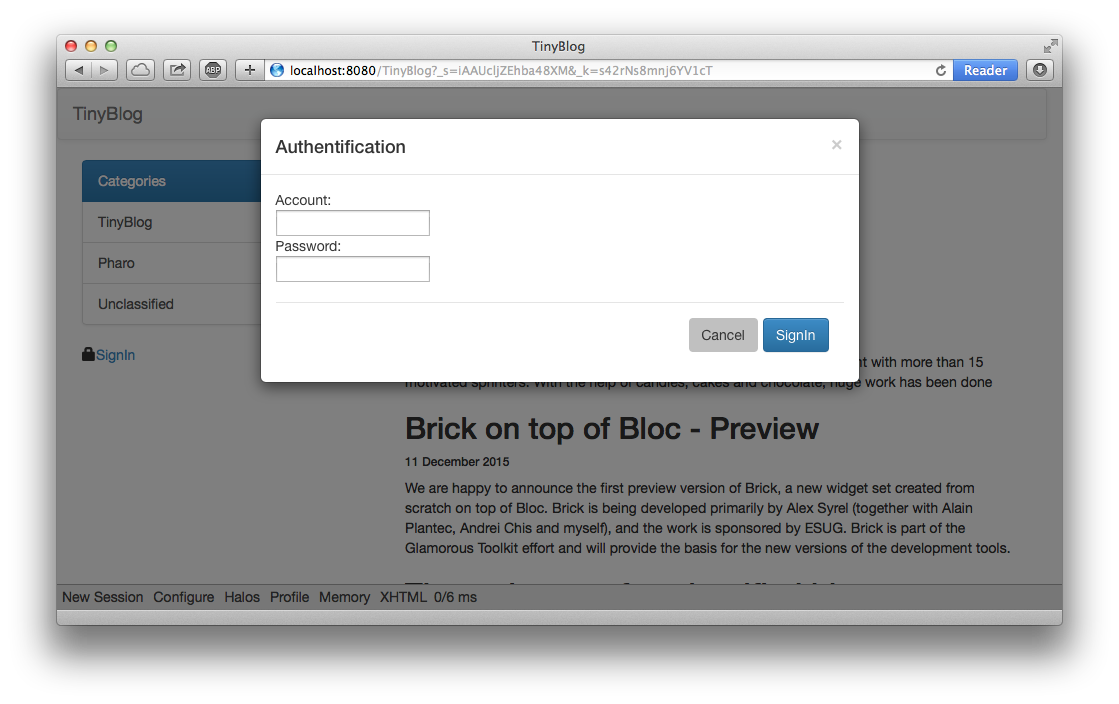 TinyBlog
ABP
localhost:8080/TinyBlog?_s=iAAUcljZEhba48XM&_k=s42rNs8mnj6YV1cT
Reader
TinyBlog
Authentification
×
Categories
TinyBlog
Pharo
Unclassified
SignIn
Account:
Password:
Cancel
SignIn
with more than 15
motivated sprinters. With the help of candles, cakes and chocolate, huge work has been done
Brick on top of Bloc - Preview
11 December 2015
We are happy to announce the first preview version of Brick, a new widget set created from
scratch on top of Bloc. Brick is being developed primarily by Alex Syrel (together with Alain
Plantec, Andrei Chis and myself), and the work is sponsored by ESUG. Brick is part of the
Glamorous Toolkit effort and will provide the basis for the new versions of the development tools.
New Session Configure Halos Profile Memory XHTML 0/6 ms